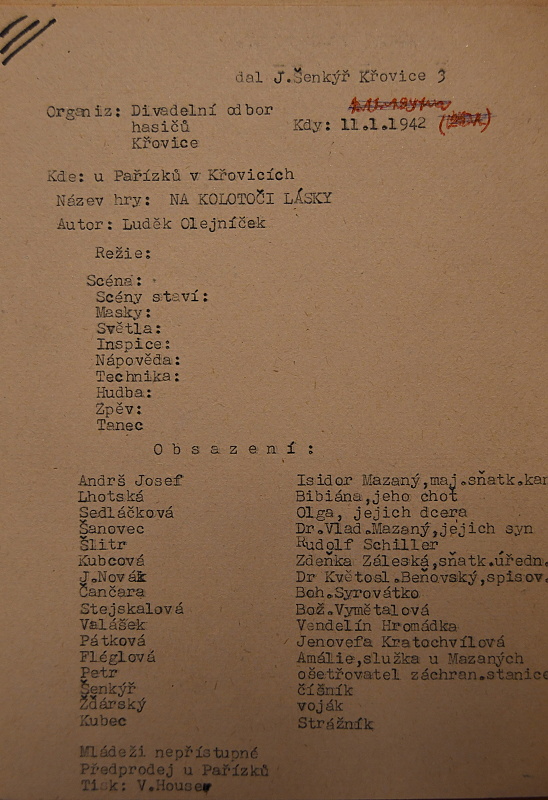 dal J.Šenkýř Křovice 3
Organiz: Divadelní odbor
hasičů
Křovice
Kdy: 11.1.1942
Kde: u Pařízků v Křovicích
Název hry: NA KOLOTOČI LÁSKY
Autor: Luděk Olejníček
Režie:
Scéna:
Scény staví:
Masky:
Světla:
Inspice:
Nápověda:
Technika:
Hudba:
Zpěv:
Tanec
Obsazení:
Andrš Josef Isidor Mazaný,maj.sňatk.kan
Lhotská Bibiána,jeho choť
Sedláčková Olga, jejich dcera
Šanovec Dr.Vlad.Mazaný,jejich syn
Šlitr Rudolf Schiller
Kubcová Zdeňka Záleská,sňatk.úředn.
J.Novák Dr Květosl.Beňovský,spisov.
Čančara Boh.Syrovátko
Stejskalová Bož.Vymětalová
Valášek Vendelín Hromádka
Pátková Jenovefa Kratochvílová
Fléglová Amálie,služka u Mazaných
Petr ošetřovatel záchran.stanice
Šenkýř číšník
Ždárský voják
Kubec Strážník
Mládeži nepřístupné
Předprodej u Pařízků
Tisk: V.Houser